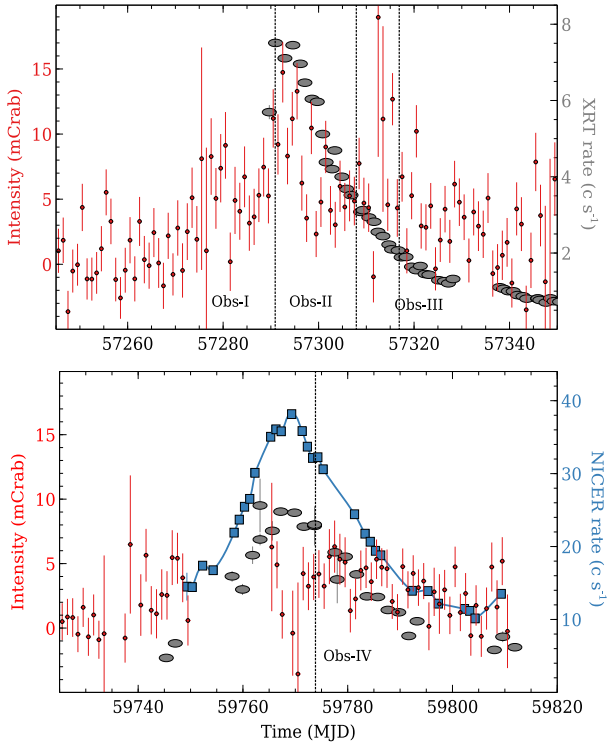 Intensity (mCrab)
15
10
5
0
8
6
4
2
XRT rate (c s⁻¹)
Obs-I
Obs-II
Obs-III
57260
57280
57300
57320
57340
Intensity (mCrab)
15
10
5
0
40
30
20
10
NICER rate (c s⁻¹)
Obs-IV
59740
59760
59780
59800
59820
Time (MJD)